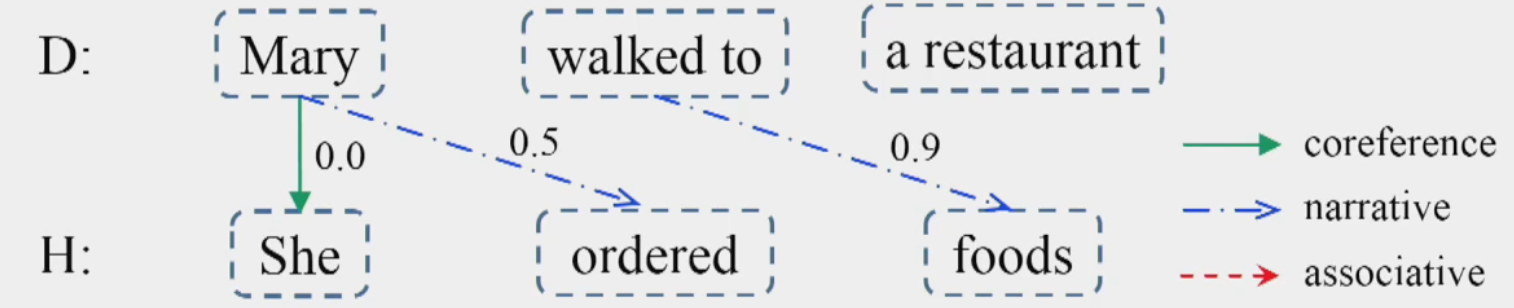 D: Mary walked to a restaurant
0.0 0.5 0.9
coreference
narrative
H: She ordered foods
associative